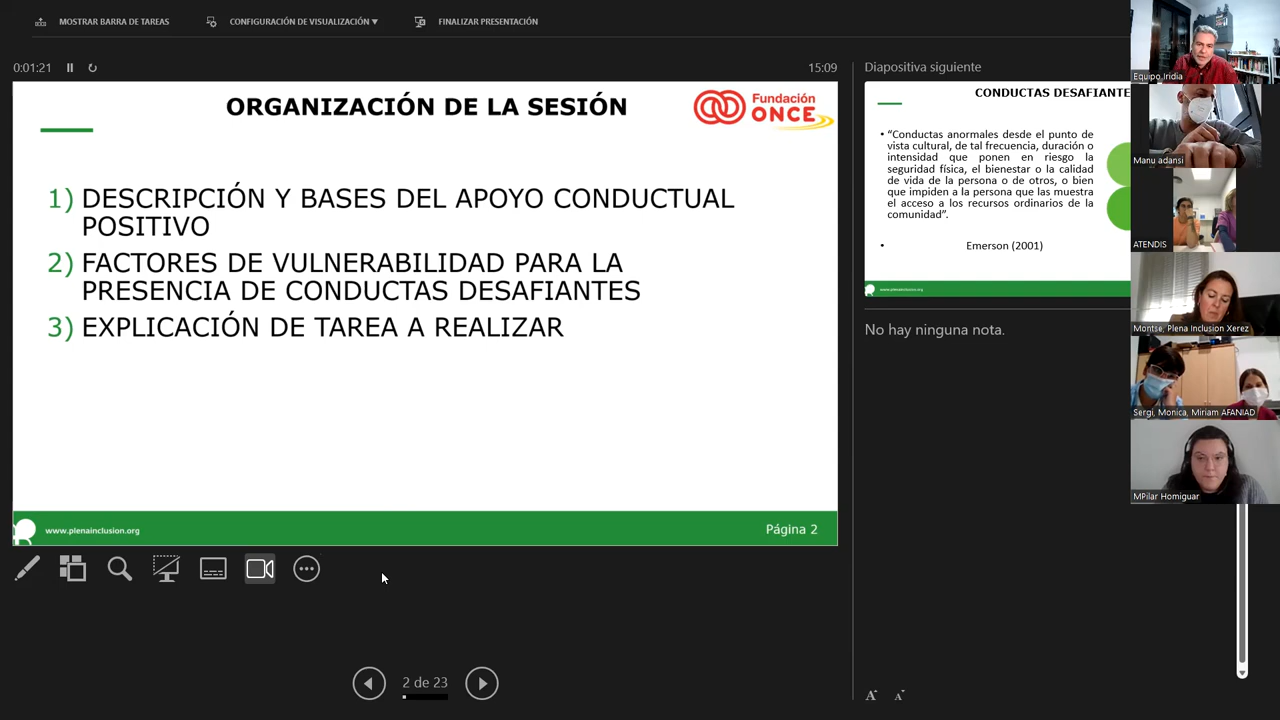 MOSTRAR BARRA DE TAREAS
CONFIGURACIÓN DE VISUALIZACIÓN ▼
FINALIZAR PRESENTACIÓN
0:01:21
15:09
ORGANIZACIÓN DE LA SESIÓN
Fundación
ONCE
1) DESCRIPCIÓN Y BASES DEL APOYO CONDUCTUAL
POSITIVO
2) FACTORES DE VULNERABILIDAD PARA LA
PRESENCIA DE CONDUCTAS DESAFIANTES
3) EXPLICACIÓN DE TAREA A REALIZAR
www.plenainclusion.org
Página 2
2 de 23
Diapositiva siguiente
CONDUCTAS DESAFIANTE
• “Conductas anormales desde el punto de
vista cultural, de tal frecuencia, duración o
intensidad que ponen en riesgo la
seguridad física, el bienestar o la calidad
de vida de la persona o de otros, o bien
que impiden a la persona que las muestra
el acceso a los recursos ordinarios de la
comunidad”.
• Emerson (2001)
www.plenainclusion.org
No hay ninguna nota.
A A
Equipo Iridia
Manu adansi
ATENDIS
Montse, Plena Inclusion Xerez
Sergi, Monica, Miriam AFANIAD
MPilar Homiguar